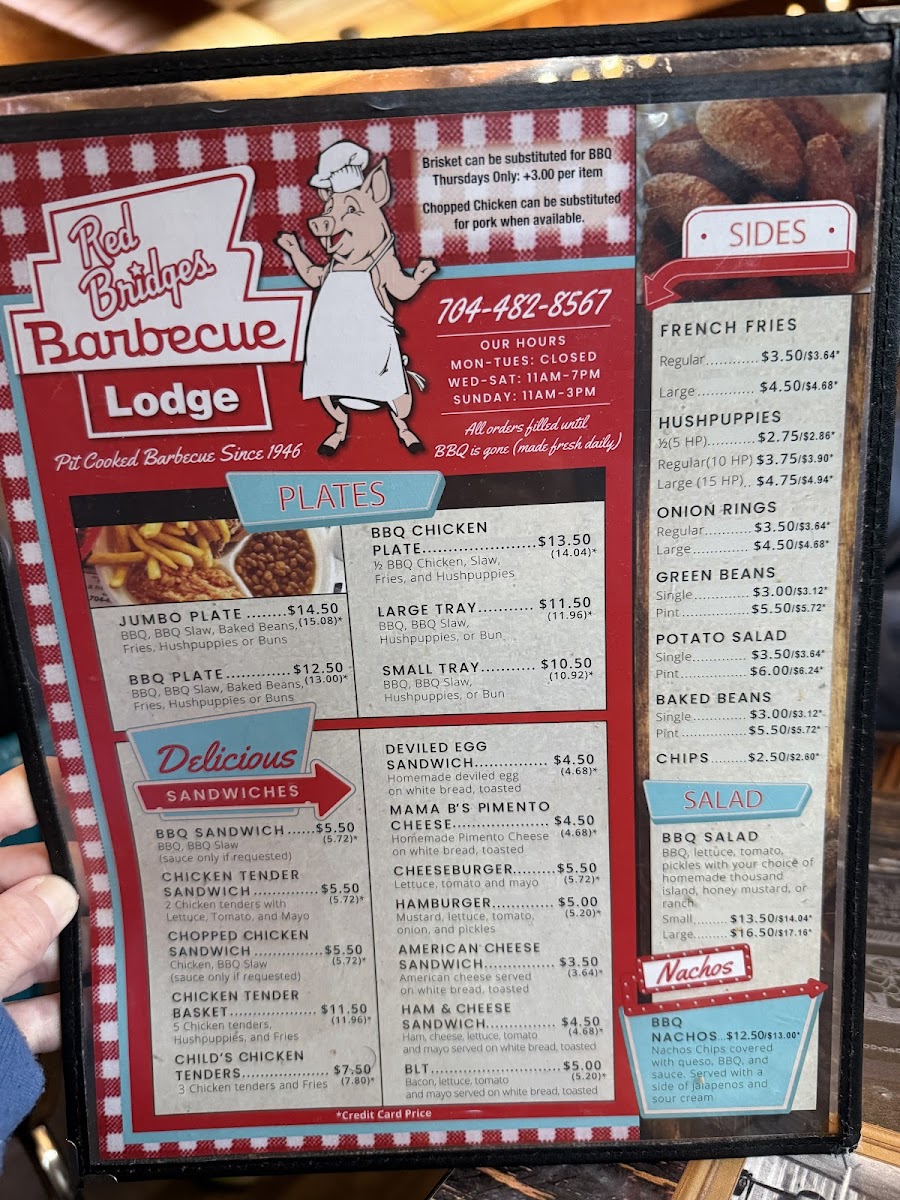 Red
Bridges
Barbecue
Lodge
Pit Cooked Barbecue Since 1946
Brisket can be substituted for BBQ
Thursdays Only: +3.00 per item
Chopped Chicken can be substituted
for pork when available.
704-482-8567
OUR HOURS
MON-TUES: CLOSED
WED-SAT: 11AM-7PM
SUNDAY: 11AM-3PM
All orders filled until
BBQ is gone (made fresh daily)
PLATES
JUMBO PLATE ........$14.50
BBQ, BBQ Slaw, Baked Beans, (15.08)*
Fries, Hushpuppies or Buns
BBQ PLATE.............$12.50
BBQ, BBQ Slaw, Baked Beans, (13.00)*
Fries, Hushpuppies or Buns
BBQ CHICKEN
PLATE.......................$13.50
½ BBQ Chicken, Slaw, (14.04)*
Fries, and Hushpuppies
LARGE TRAY........... $11.50
BBQ, BBQ Slaw, (11.96)*
Hushpuppies, or Bun
SMALL TRAY........... $10.50
BBQ, BBQ Slaw, (10.92)*
Hushpuppies, or Bun
Delicious
SANDWICHES
BBQ SANDWICH ......$5.50
BBQ, BBQ Slaw (5.72)*
(sauce only if requested)
CHICKEN TENDER
SANDWICH .............$5.50
2 Chicken tenders with (5.72)*
Lettuce, Tomato, and Mayo
CHOPPED CHICKEN
SANDWICH ..............$5.50
Chicken, BBQ Slaw (5.72)*
(sauce only if requested)
CHICKEN TENDER
BASKET.................. $11.50
5 Chicken tenders, (11.96)*
Hushpuppies, and Fries
CHILD'S CHICKEN
TENDERS.................. $7.50
3 Chicken tenders and Fries (7.80)*
DEVILED EGG
SANDWICH................ $4.50
Homemade deviled egg (4.68)*
on white bread, toasted
MAMA B'S PIMENTO
CHEESE.................... $4.50
Homemade Pimento Cheese (4.68)*
on white bread, toasted
CHEESEBURGER.........$5.50
Lettuce, tomato and mayo (5.72)*
HAMBURGER............. $5.00
Mustard, lettuce, tomato, (5.20)*
onion, and pickles
AMERICAN CHEESE
SANDWICH.............. $3.50
American cheese served (3.64)*
on white bread, toasted
HAM & CHEESE
SANDWICH.............. $4.50
Ham, cheese, lettuce, tomato (4.68)*
and mayo served on white bread, toasted
BLT...........................$5.00
Bacon, lettuce, tomato (5.20)*
and mayo served on white bread, toasted
*Credit Card Price
SIDES
FRENCH FRIES
Regular............ $3.50/$3.64*
Large.............. $4.50/$4.68*
HUSHPUPPIES
½(5 HP)........... $2.75/$2.86*
Regular(10 HP) $3.75/$3.90*
Large (15 HP).. $4.75/$4.94*
ONION RINGS
Regular............ $3.50/$3.64*
Large.............. $4.50/$4.68*
GREEN BEANS
Single.............. $3.00/$3.12*
Pint................. $5.50/$5.72*
POTATO SALAD
Single.............. $3.50/$3.64*
Pint................. $6.00/$6.24*
BAKED BEANS
Single.............. $3.00/$3.12*
Pint................. $5.50/$5.72*
CHIPS........$2.50/$2.60*
SALAD
BBQ SALAD
BBQ, lettuce, tomato,
pickles with your choice of
homemade thousand
island, honey mustard, or
ranch
Small........ $13.50/$14.04*
Large........ $16.50/$17.16*
Nachos
BBQ
NACHOS...$12.50/$13.00*
Nachos Chips covered
with queso, BBQ, and
sauce. Served with a
side of jalapenos and
sour cream